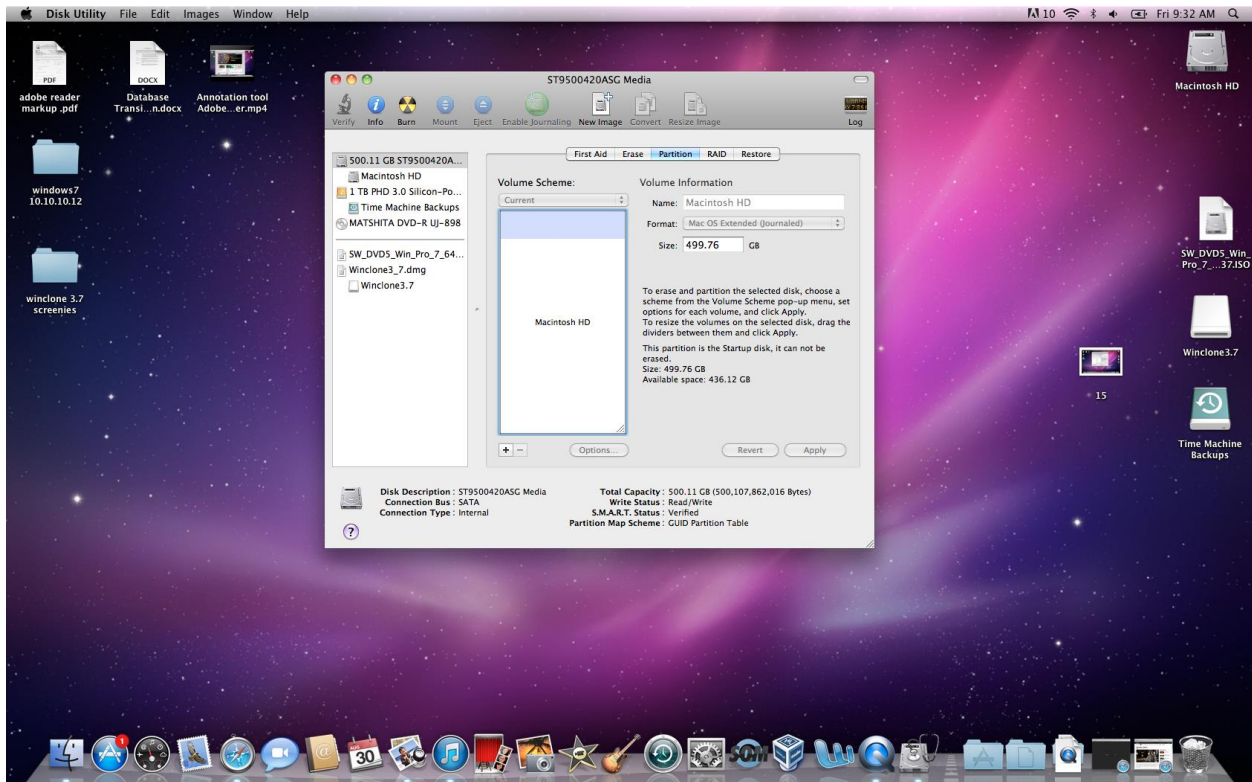 Disk Utility File Edit Images Window Help
10 Fri 9:32 AM
PDF
adobe readr
markup .pdf
DOCX
Database
Transi...n.docx
Annotation tool
Adobe...er.mp4
windows7
10.10.10.12
winclone 3.7
screenies
Macintosh HD
SW_DVD5_Win_
Pro_7_...37.ISO
Winclone3.7
15
Time Machine
Backups
ST9500420ASG Media
Verify Info Burn Mount Eject Enable Journaling New Image Convert Resize Image Log
500.11 GB ST9500420A...
Macintosh HD
1 TB PHD 3.0 Silicon-Po...
Time Machine Backups
MATSHITA DVD-R UJ-898
SW_DVD5_Win_Pro_7_64...
Winclone3_7.dmg
Winclone3.7
First Aid Erase Partition RAID Restore
Volume Scheme:
Current
Macintosh HD
+ − Options...
Volume Information
Name: Macintosh HD
Format: Mac OS Extended (Journaled)
Size: 499.76 GB
To erase and partition the selected disk, choose a
scheme from the Volume Scheme pop-up menu, set
options for each volume, and click Apply.
To resize the volumes on the selected disk, drag the
dividers between them and click Apply.
This partition is the Startup disk, it can not be
erased.
Size: 499.76 GB
Available space: 436.12 GB
Revert Apply
Disk Description : ST9500420ASG Media
Connection Bus : SATA
Connection Type : Internal
Total Capacity : 500.11 GB (500,107,862,016 Bytes)
Write Status : Read/Write
S.M.A.R.T. Status : Verified
Partition Map Scheme : GUID Partition Table
?
1
AUG
30